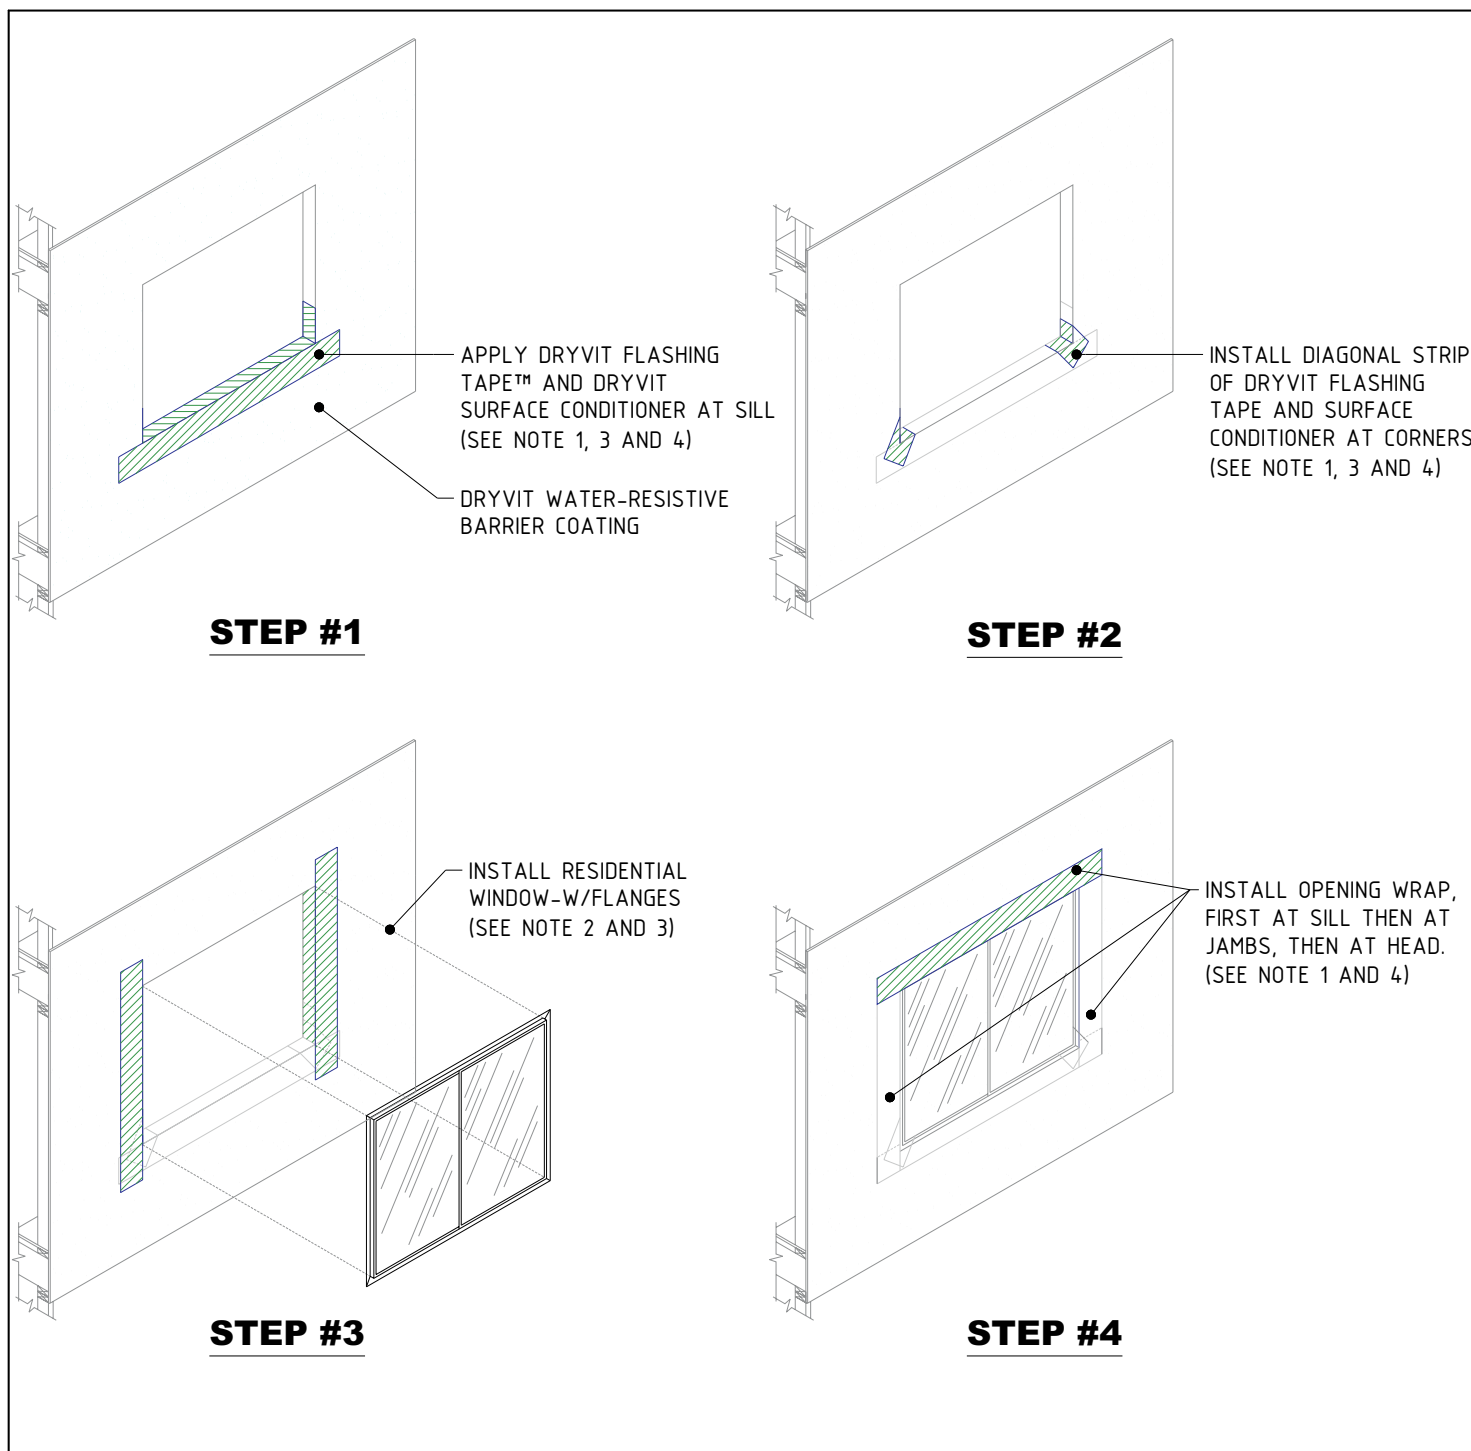 APPLY DRYVIT FLASHING
TAPE™ AND DRYVIT
SURFACE CONDITIONER AT SILL
(SEE NOTE 1, 3 AND 4)
DRYVIT WATER-RESISTIVE
BARRIER COATING
STEP #1
INSTALL DIAGONAL STRIP
OF DRYVIT FLASHING
TAPE AND SURFACE
CONDITIONER AT CORNERS
(SEE NOTE 1, 3 AND 4)
STEP #2
INSTALL RESIDENTIAL
WINDOW-W/FLANGES
(SEE NOTE 2 AND 3)
STEP #3
INSTALL OPENING WRAP,
FIRST AT SILL THEN AT
JAMBS, THEN AT HEAD.
(SEE NOTE 1 AND 4)
STEP #4